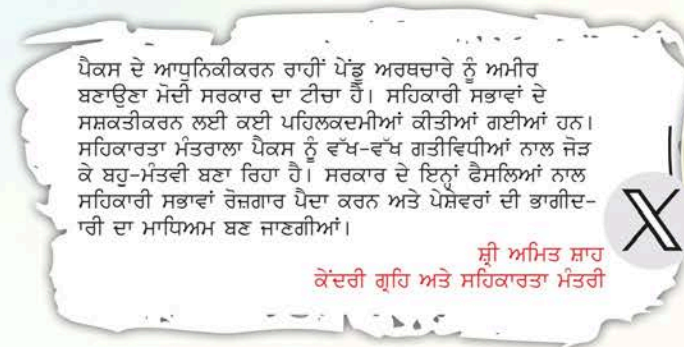 ਪੈਕਸ ਦੇ ਆਧੁਨਿਕੀਕਰਨ ਰਾਹੀਂ ਪੇਂਡੂ ਅਰਥਚਾਰੇ ਨੂੰ ਅਮੀਰ
ਬਣਾਉਣਾ ਮੋਦੀ ਸਰਕਾਰ ਦਾ ਟੀਚਾ ਹੈ। ਸਹਿਕਾਰੀ ਸਭਾਵਾਂ ਦੇ
ਸਸ਼ਕਤੀਕਰਨ ਲਈ ਕਈ ਪਹਿਲਕਦਮੀਆਂ ਕੀਤੀਆਂ ਗਈਆਂ ਹਨ।
ਸਹਿਕਾਰਤਾ ਮੰਤਰਾਲਾ ਪੈਕਸ ਨੂੰ ਵੱਖ-ਵੱਖ ਗਤੀਵਿਧੀਆਂ ਨਾਲ ਜੋੜ
ਕੇ ਬਹੁ-ਮੰਤਵੀ ਬਣਾ ਰਿਹਾ ਹੈ। ਸਰਕਾਰ ਦੇ ਇਨ੍ਹਾਂ ਫੈਸਲਿਆਂ ਨਾਲ
ਸਹਿਕਾਰੀ ਸਭਾਵਾਂ ਰੋਜ਼ਗਾਰ ਪੈਦਾ ਕਰਨ ਅਤੇ ਪੇਸ਼ੇਵਰਾਂ ਦੀ ਭਾਗੀਦ-
ਾਰੀ ਦਾ ਮਾਧਿਅਮ ਬਣ ਜਾਣਗੀਆਂ।
ਸ਼੍ਰੀ ਅਮਿਤ ਸ਼ਾਹ
ਕੇਂਦਰੀ ਗ੍ਰਹਿ ਅਤੇ ਸਹਿਕਾਰਤਾ ਮੰਤਰੀ